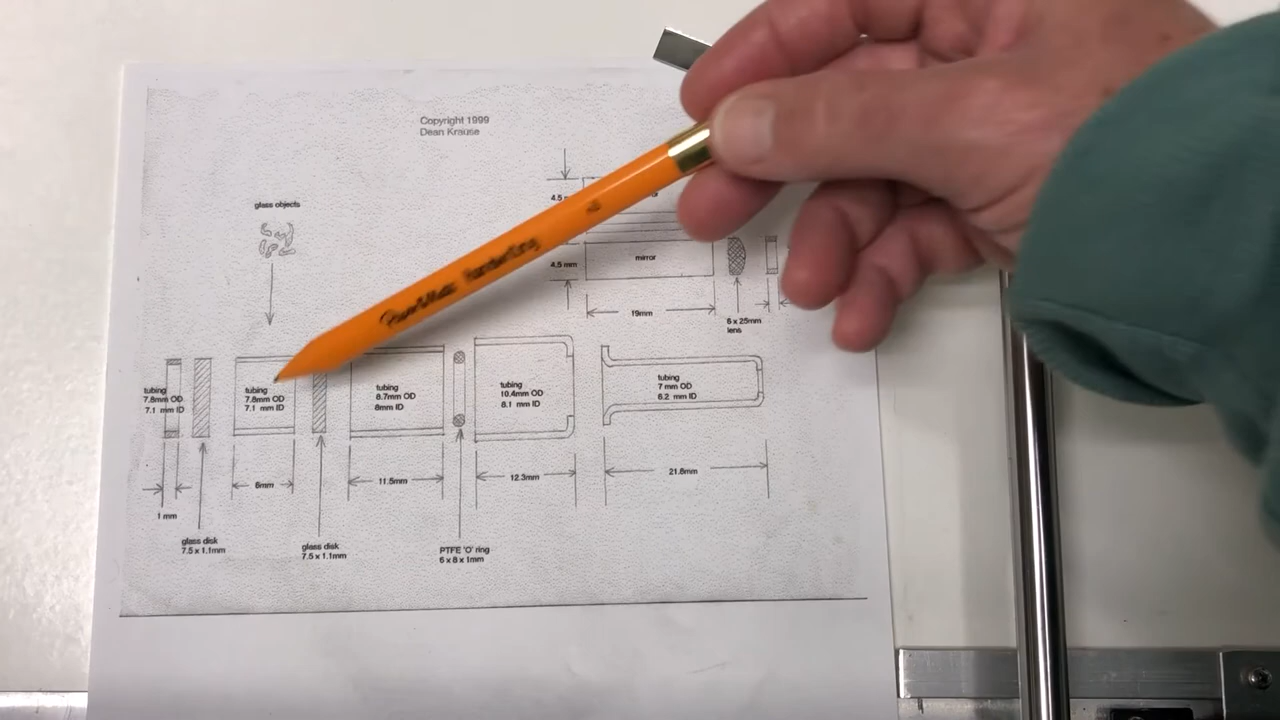 Copyright 1999
Dean Krause
glass objects
4.5
4.5 mm
mirror
19mm
6 x 25mm
lens
tubing
7.8mm OD
7.1 mm ID
tubing
7.8mm OD
7.1 mm ID
tubing
8.7mm OD
8mm ID
tubing
10.4mm OD
8.1 mm ID
tubing
7 mm OD
6.2 mm ID
1 mm
6mm
11.5mm
12.3mm
21.8mm
glass disk
7.5 x 1.1mm
glass disk
7.5 x 1.1mm
PTFE 'O' ring
6 x 8 x 1mm